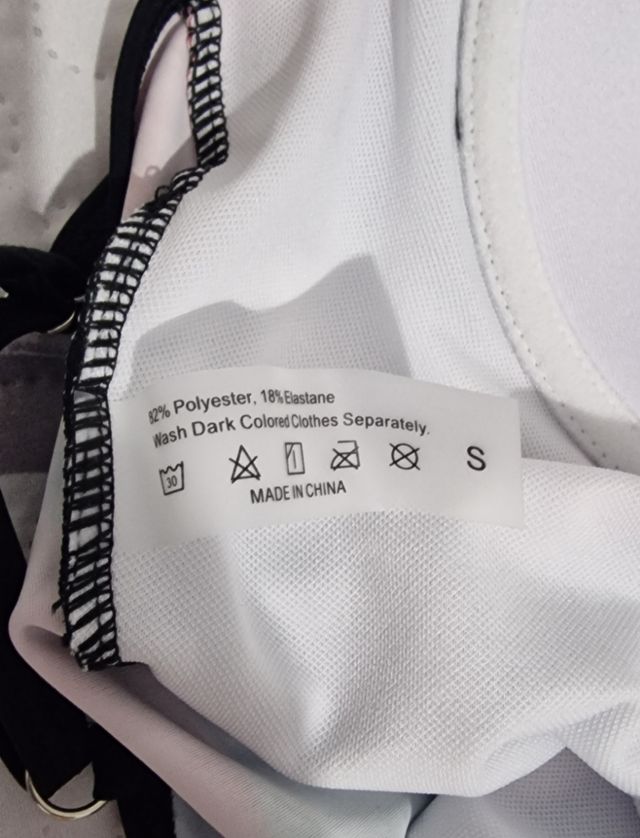 82% Polyester, 18% Elastane
Wash Dark Colored Clothes Separately.
30
S
MADE IN CHINA